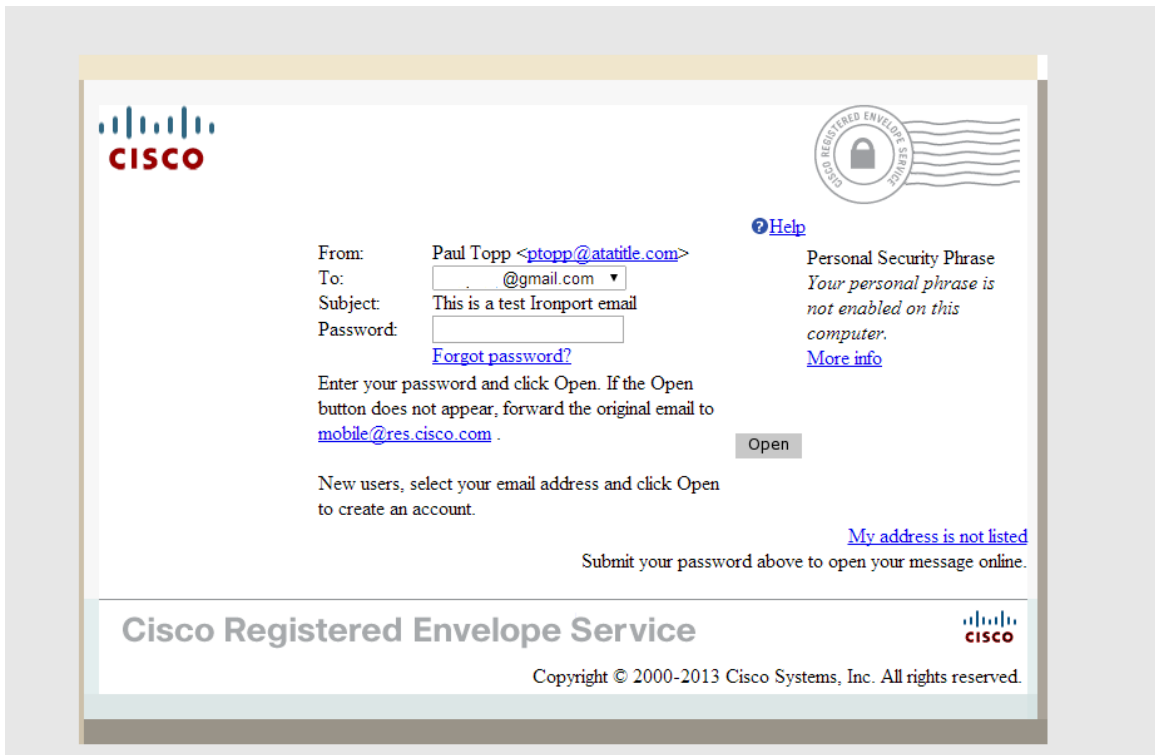 CISCO
CISCO REGISTERED ENVELOPE SERVICE
Help
From: Paul Topp <ptopp@atatitle.com>
To: @gmail.com
Subject: This is a test Ironport email
Password:
Forgot password?
Personal Security Phrase
Your personal phrase is
not enabled on this
computer.
More info
Enter your password and click Open. If the Open
button does not appear, forward the original email to
mobile@res.cisco.com .
Open
New users, select your email address and click Open
to create an account.
My address is not listed
Submit your password above to open your message online.
Cisco Registered Envelope Service
CISCO
Copyright © 2000-2013 Cisco Systems, Inc. All rights reserved.